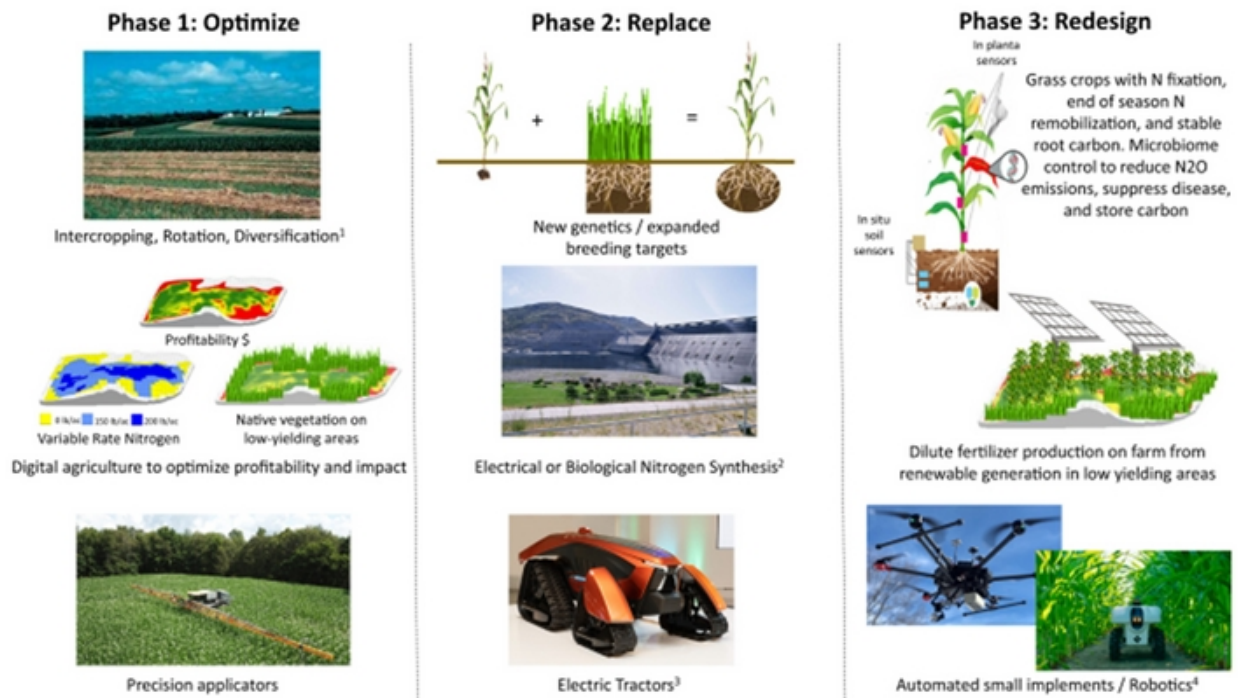 Phase 1: Optimize
Intercropping, Rotation, Diversification¹
Profitability $
0 lb/ac 150 lb/ac 200 lb/ac
Variable Rate Nitrogen
Native vegetation on
low-yielding areas
Digital agriculture to optimize profitability and impact
Precision applicators
Phase 2: Replace
+
=
New genetics / expanded
breeding targets
Electrical or Biological Nitrogen Synthesis²
Electric Tractors³
Phase 3: Redesign
In planta
sensors
Grass crops with N fixation,
end of season N
remobilization, and stable
root carbon. Microbiome
control to reduce N2O
emissions, suppress disease,
and store carbon
In situ
soil
sensors
Dilute fertilizer production on farm from
renewable generation in low yielding areas
Automated small implements / Robotics⁴